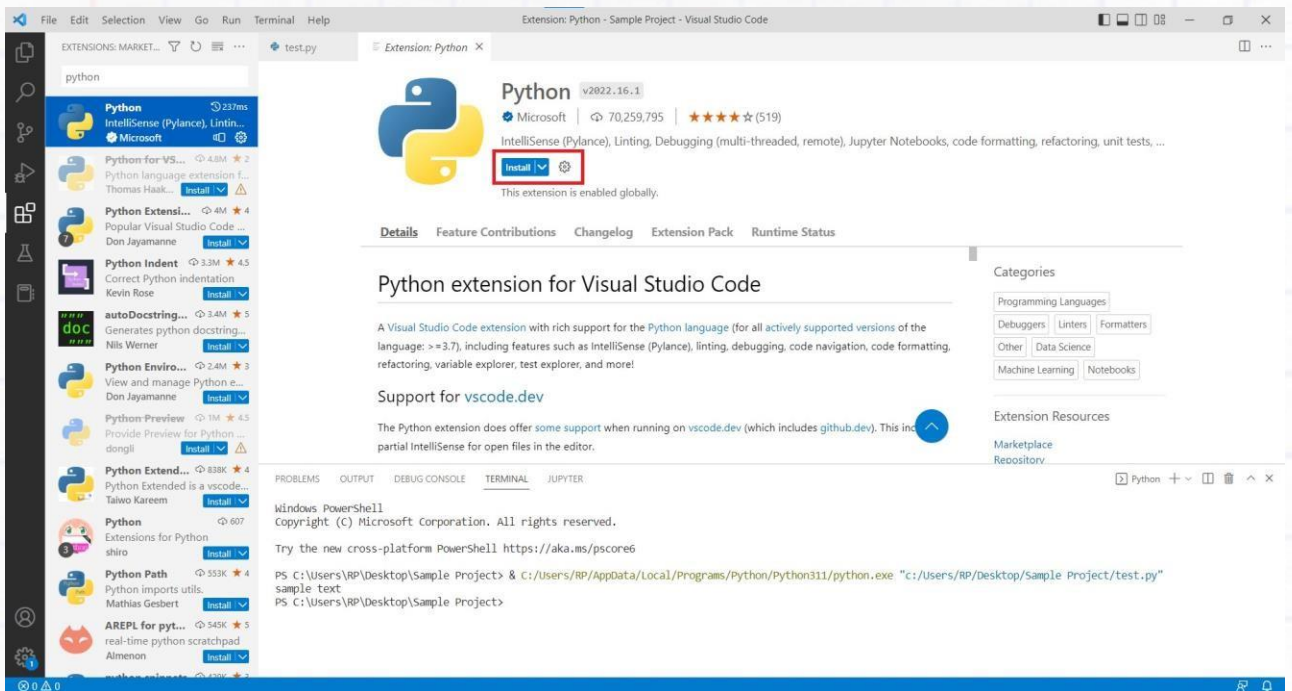 File Edit Selection View Go Run Terminal Help
Extension: Python - Sample Project - Visual Studio Code
EXTENSIONS: MARKET...
python
Python 237ms
IntelliSense (Pylance), Lintin...
Microsoft
Python for VS... 4.8M ★ 2
Python language extension f...
Thomas Haak... Install
Python Extensi... 4M ★ 4
Popular Visual Studio Code ...
7
Don Jayamanne Install
Python Indent 3.3M ★ 4.5
Correct Python indentation
Kevin Rose Install
"""
doc
"""
autoDocstring... 3.4M ★ 5
Generates python docstring...
Nils Werner Install
Python Enviro... 2.4M ★ 3
View and manage Python e...
Don Jayamanne Install
Python Preview 1M ★ 4.5
Provide Preview for Python ...
dongli Install
Python Extend... 838K ★ 4
Python Extended is a vscode...
Taiwo Kareem Install
Python 607
Extensions for Python
3
shiro Install
Python Path 553K ★ 4
Python imports utils.
Mathias Gesbert Install
AREPL for pyt... 545K ★ 5
real-time python scratchpad
Almenon Install
1
0 0
test.py
Extension: Python
Python v2022.16.1
Microsoft | 70,259,795 | ★★★★☆ (519)
IntelliSense (Pylance), Linting, Debugging (multi-threaded, remote), Jupyter Notebooks, code formatting, refactoring, unit tests, ...
Install
This extension is enabled globally.
Details Feature Contributions Changelog Extension Pack Runtime Status
Python extension for Visual Studio Code
A Visual Studio Code extension with rich support for the Python language (for all actively supported versions of the
language: >=3.7), including features such as IntelliSense (Pylance), linting, debugging, code navigation, code formatting,
refactoring, variable explorer, test explorer, and more!
Support for vscode.dev
The Python extension does offer some support when running on vscode.dev (which includes github.dev). This inc
partial IntelliSense for open files in the editor.
Categories
Programming Languages
Debuggers Linters Formatters
Other Data Science
Machine Learning Notebooks
Extension Resources
Marketplace
Repository
PROBLEMS OUTPUT DEBUG CONSOLE TERMINAL JUPYTER
Python
Windows PowerShell
Copyright (C) Microsoft Corporation. All rights reserved.
Try the new cross-platform PowerShell https://aka.ms/pscore6
PS C:\Users\RP\Desktop\Sample Project> & C:/Users/RP/AppData/Local/Programs/Python/Python311/python.exe "c:/Users/RP/Desktop/Sample Project/test.py"
sample text
PS C:\Users\RP\Desktop\Sample Project>